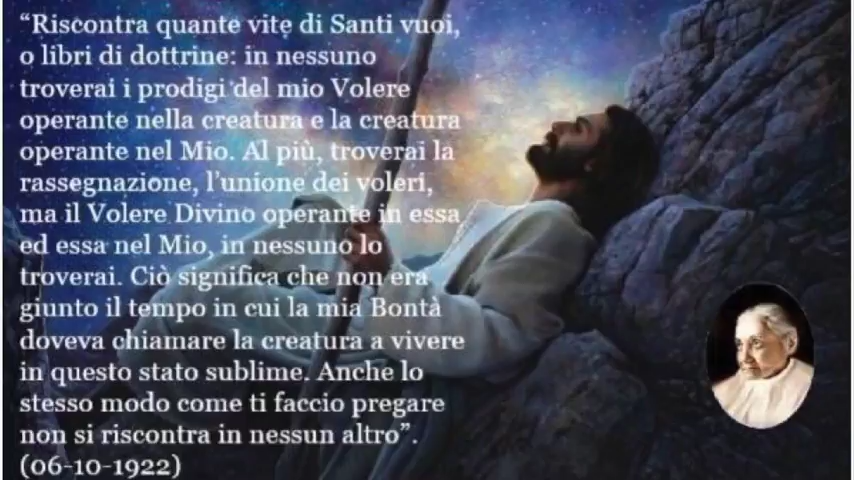 “Riscontra quante vite di Santi vuoi,
o libri di dottrine: in nessuno
troverai i prodigi del mio Volere
operante nella creatura e la creatura
operante nel Mio. Al più, troverai la
rassegnazione, l’unione dei voleri,
ma il Volere Divino operante in essa
ed essa nel Mio, in nessuno lo
troverai. Ciò significa che non era
giunto il tempo in cui la mia Bontà
doveva chiamare la creatura a vivere
in questo stato sublime. Anche lo
stesso modo come ti faccio pregare
non si riscontra in nessun altro”.
(06-10-1922)